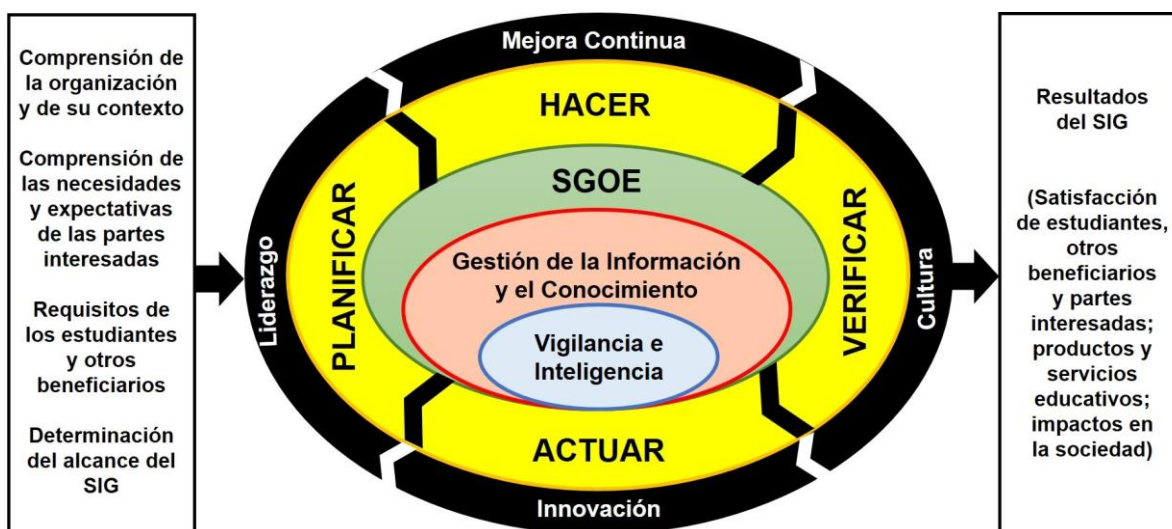 Comprensión de
la organización
y de su contexto
Comprensión de
las necesidades
y expectativas
de las partes
interesadas
Requisitos de
los estudiantes
y otros
beneficiarios
Determinación
del alcance del
SIG
Mejora Continua
HACER
SGOE
PLANIFICAR
Liderazgo
Gestión de la Información
y el Conocimiento
Vigilancia e
Inteligencia
VERIFICAR
Cultura
ACTUAR
Innovación
Resultados
del SIG
(Satisfacción
de estudiantes,
otros
beneficiarios
y partes
interesadas;
productos y
servicios
educativos;
impactos en
la sociedad)